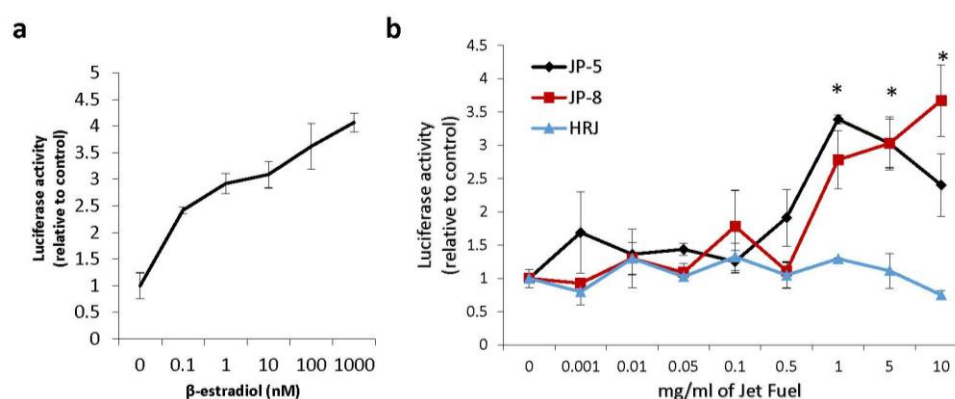 a
Luciferase activity
(relative to control)
5
4.5
4
3.5
3
2.5
2
1.5
1
0.5
0
0 0.1 1 10 100 1000
β-estradiol (nM)
b
Luciferase activity
(relative to control)
4.5
4
3.5
3
2.5
2
1.5
1
0.5
0
JP-5
JP-8
HRJ
* * *
0 0.001 0.01 0.05 0.1 0.5 1 5 10
mg/ml of Jet Fuel